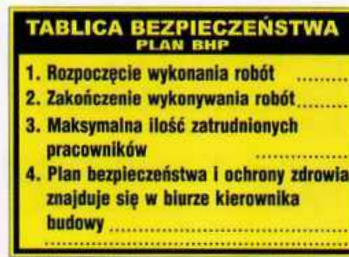 TABLICA BEZPIECZEŃSTWA
PLAN BHP
1. Rozpoczęcie wykonania robót ..........
2. Zakończenie wykonywania robót..........
3. Maksymalna ilość zatrudnionych
pracowników ..................
4. Plan bezpieczeństwa i ochrony zdrowia
znajduje się w biurze kierownika
budowy ........................................
............................................................